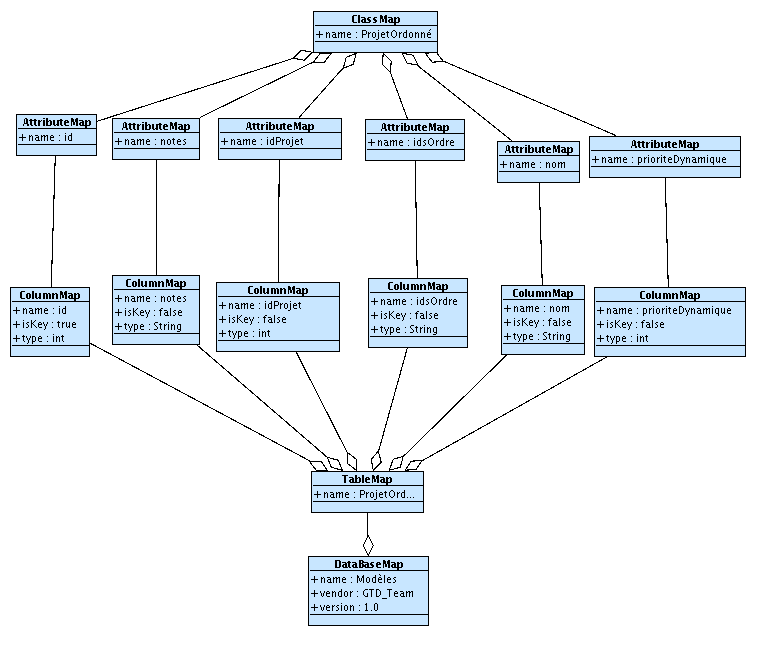 ClassMap
+ name : ProjetOrdonné
AttributeMap
+ name : id
AttributeMap
+ name : notes
AttributeMap
+ name : idProjet
AttributeMap
+ name : idsOrdre
AttributeMap
+ name : nom
AttributeMap
+ name : prioriteDynamique
ColumnMap
+ name : id
+ isKey : true
+ type : int
ColumnMap
+ name : notes
+ isKey : false
+ type : String
ColumnMap
+ name : idProjet
+ isKey : false
+ type : int
ColumnMap
+ name : idsOrdre
+ isKey : false
+ type : String
ColumnMap
+ name : nom
+ isKey : false
+ type : String
ColumnMap
+ name : prioriteDynamique
+ isKey : false
+ type : int
TableMap
+ name : ProjetOrd...
DataBaseMap
+ name : Modèles
+ vendor : GTD_Team
+ version : 1.0